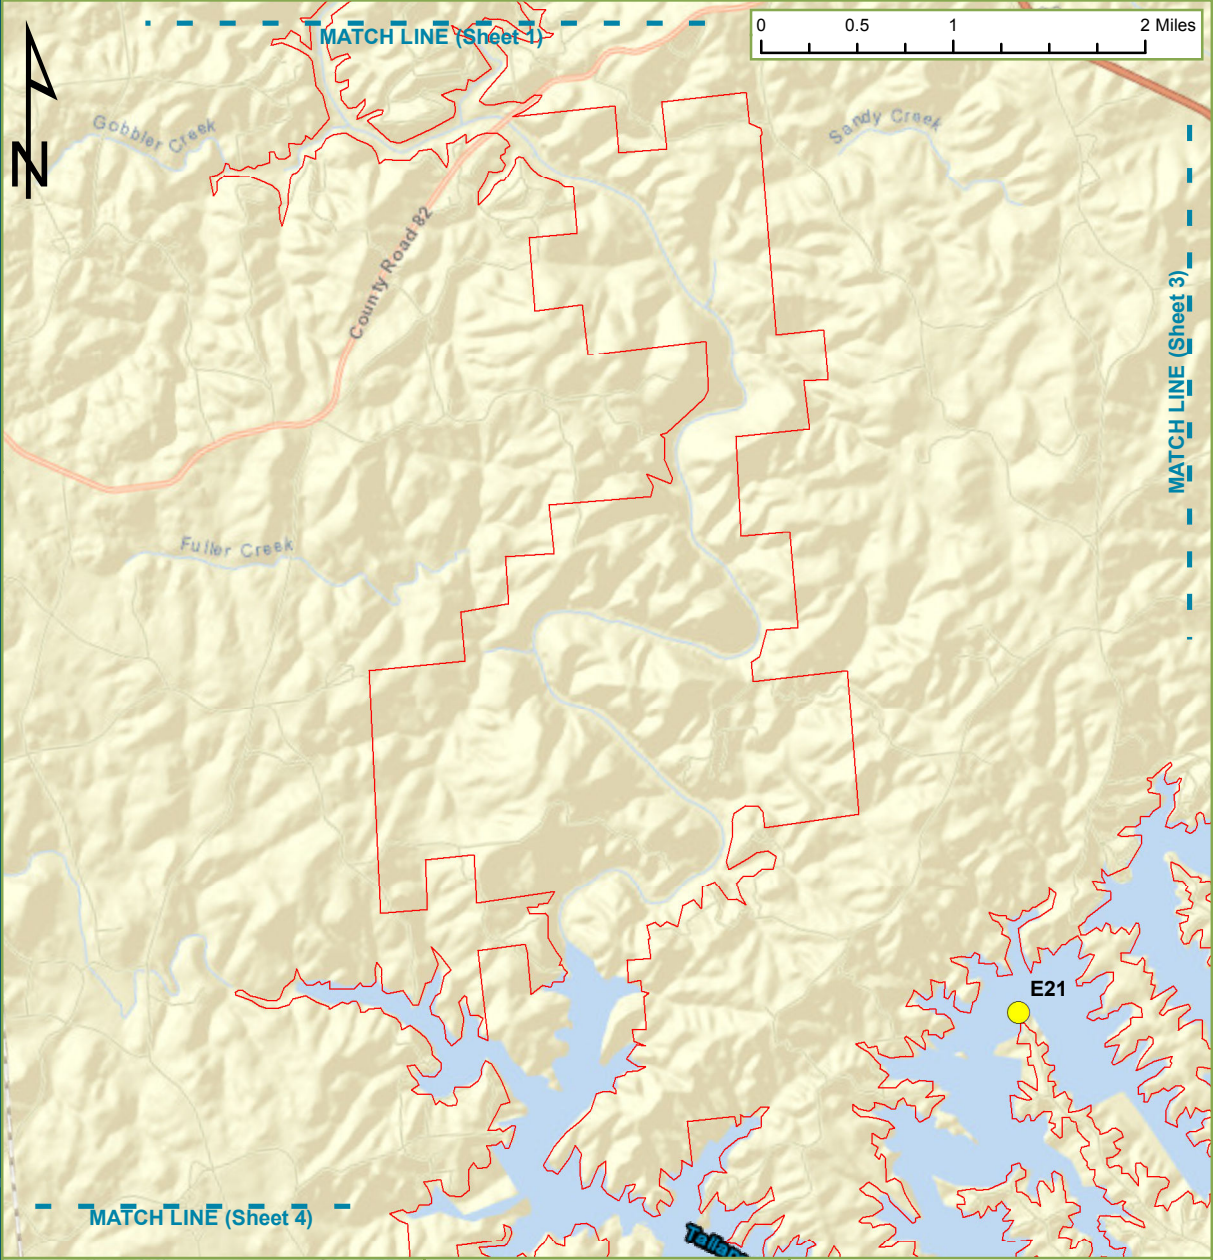 MATCH LINE (Sheet 1)
0 0.5 1 2 Miles
Gobbler Creek
Sandy Creek
N
County Road 82
MATCH LINE (Sheet 3)
Fuller Creek
E21
MATCH LINE (Sheet 4)